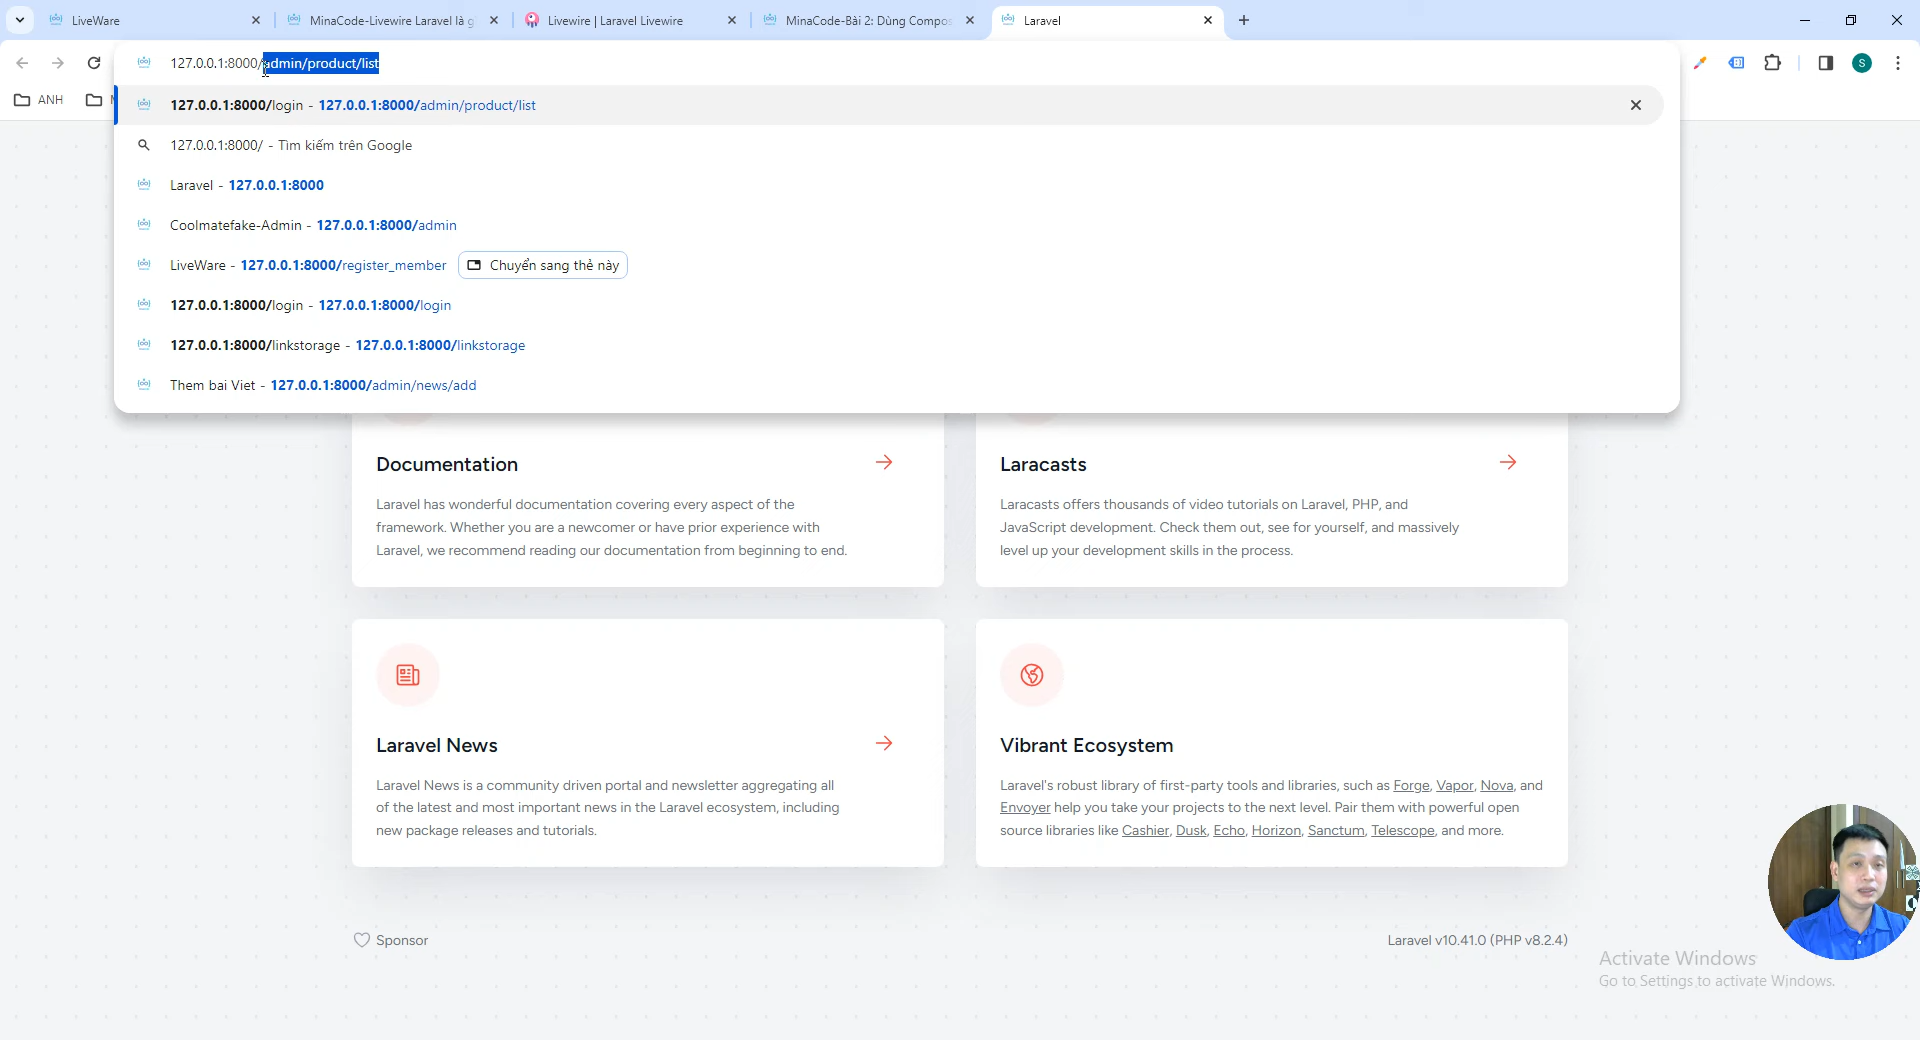 LiveWare
MinaCode-Livewire Laravel là g
Livewire | Laravel Livewire
MinaCode-Bài 2: Dùng Compos
Laravel
127.0.0.1:8000/admin/product/list
S
ANH
127.0.0.1:8000/login - 127.0.0.1:8000/admin/product/list
127.0.0.1:8000/ - Tìm kiếm trên Google
Laravel - 127.0.0.1:8000
Coolmatefake-Admin - 127.0.0.1:8000/admin
LiveWare - 127.0.0.1:8000/register_member Chuyển sang thẻ này
127.0.0.1:8000/login - 127.0.0.1:8000/login
127.0.0.1:8000/linkstorage - 127.0.0.1:8000/linkstorage
Them bai Viet - 127.0.0.1:8000/admin/news/add
Documentation
Laravel has wonderful documentation covering every aspect of the
framework. Whether you are a newcomer or have prior experience with
Laravel, we recommend reading our documentation from beginning to end.
Laracasts
Laracasts offers thousands of video tutorials on Laravel, PHP, and
JavaScript development. Check them out, see for yourself, and massively
level up your development skills in the process.
Laravel News
Laravel News is a community driven portal and newsletter aggregating all
of the latest and most important news in the Laravel ecosystem, including
new package releases and tutorials.
Vibrant Ecosystem
Laravel's robust library of first-party tools and libraries, such as Forge, Vapor, Nova, and
Envoyer help you take your projects to the next level. Pair them with powerful open
source libraries like Cashier, Dusk, Echo, Horizon, Sanctum, Telescope, and more.
Sponsor
Laravel v10.41.0 (PHP v8.2.4)
Activate Windows
Go to Settings to activate Windows.